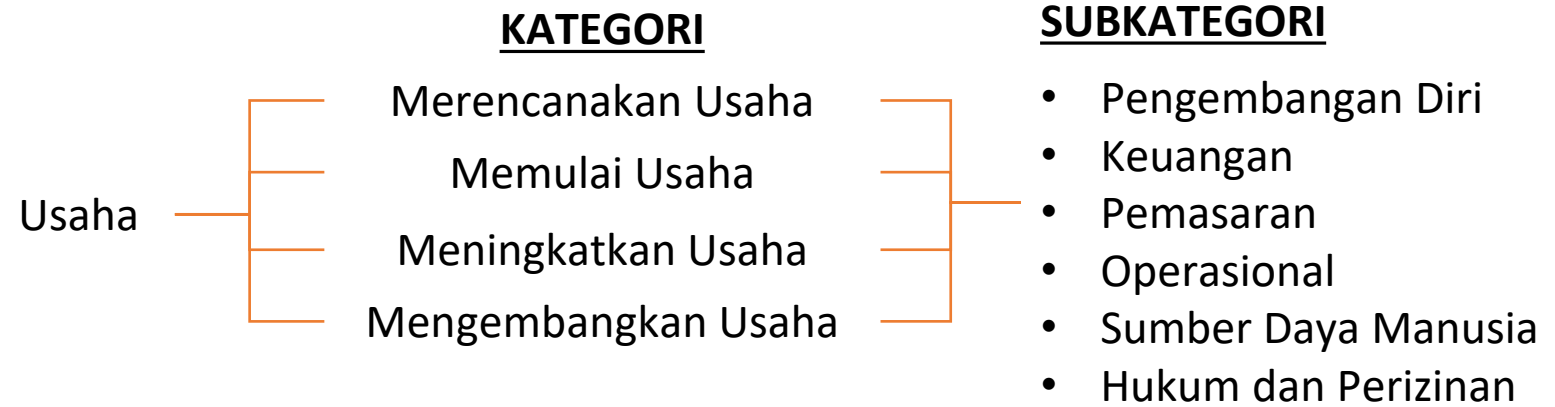 KATEGORI
SUBKATEGORI
Usaha
Merencanakan Usaha
Memulai Usaha
Meningkatkan Usaha
Mengembangkan Usaha
• Pengembangan Diri
• Keuangan
• Pemasaran
• Operasional
• Sumber Daya Manusia
• Hukum dan Perizinan